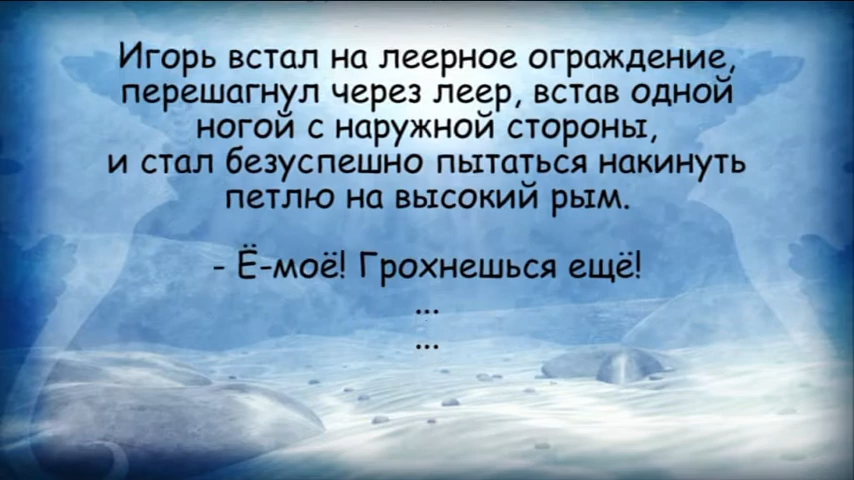 Игорь встал на леерное ограждение,
перешагнул через леер, встав одной
ногой с наружной стороны,
и стал безуспешно пытаться накинуть
петлю на высокий рым.
- Ё-моё! Грохнешься ещё!
...
...